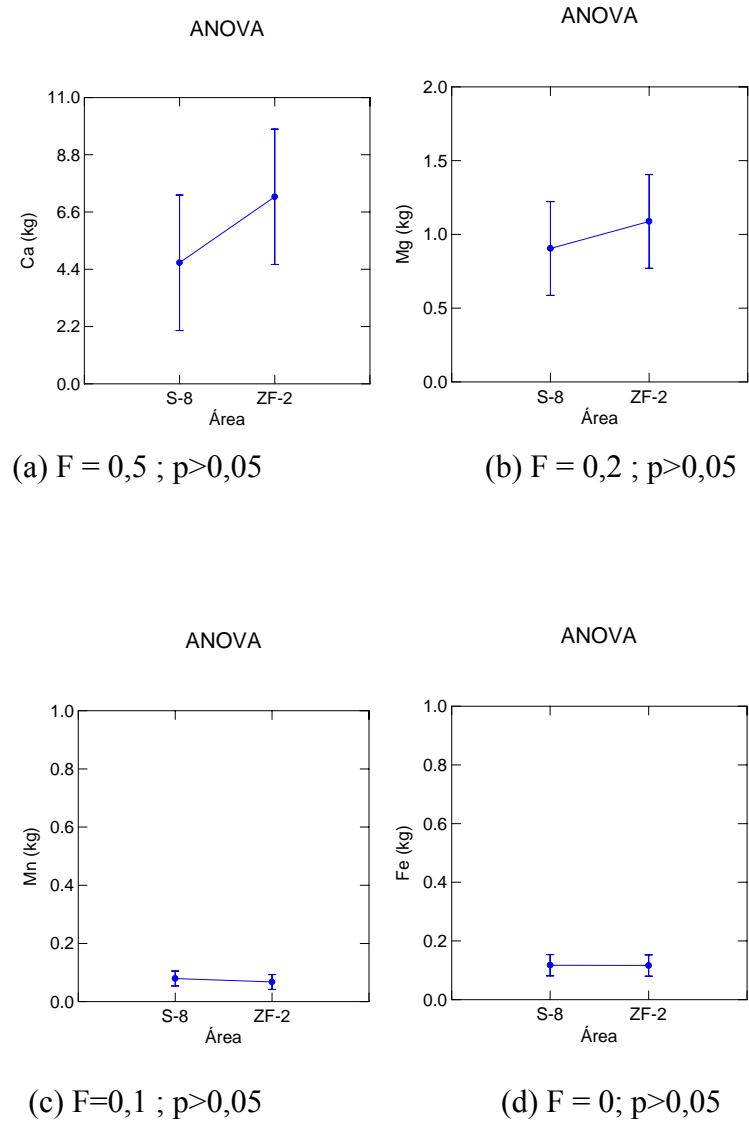 ANOVA
11.0
8.8
6.6
4.4
2.2
0.0
Ca (kg)
S-8 ZF-2
Área
(a) F = 0,5 ; p>0,05
ANOVA
2.0
1.5
1.0
0.5
0.0
Mg (kg)
S-8 ZF-2
Área
(b) F = 0,2 ; p>0,05
ANOVA
1.0
0.8
0.6
0.4
0.2
0.0
Mn (kg)
S-8 ZF-2
Área
(c) F=0,1 ; p>0,05
ANOVA
1.0
0.8
0.6
0.4
0.2
0.0
Fe (kg)
S-8 ZF-2
Área
(d) F = 0; p>0,05